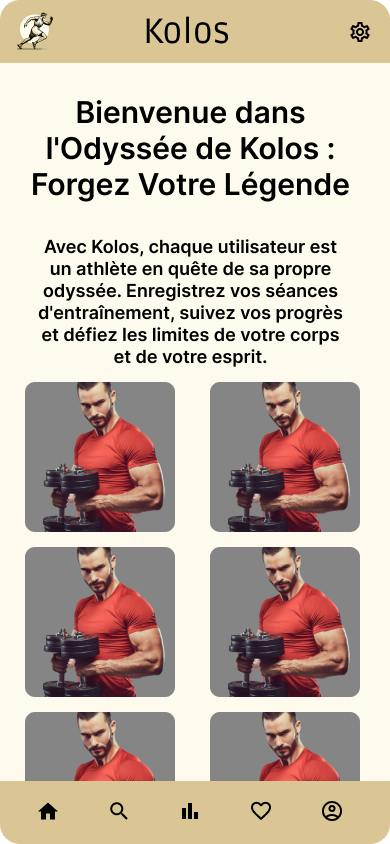 Kolos
Bienvenue dans
l'Odyssée de Kolos :
Forgez Votre Légende
Avec Kolos, chaque utilisateur est
un athlète en quête de sa propre
odyssée. Enregistrez vos séances
d'entraînement, suivez vos progrès
et défiez les limites de votre corps
et de votre esprit.